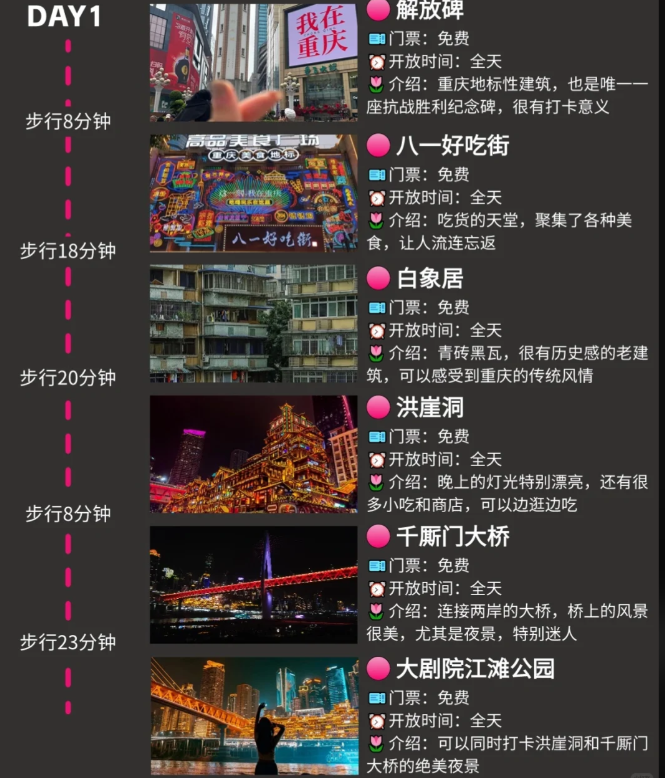 DAY1
我在
重庆
解放碑
门票：免费
开放时间：全天
介绍：重庆地标性建筑，也是唯一一
座抗战胜利纪念碑，很有打卡意义
步行8分钟
高品美食广场
重庆美食地标
八一好吃街
八一好吃街
门票：免费
开放时间：全天
介绍：吃货的天堂，聚集了各种美
食，让人流连忘返
步行18分钟
白象居
门票：免费
开放时间：全天
介绍：青砖黑瓦，很有历史感的老建
筑，可以感受到重庆的传统风情
步行20分钟
洪崖洞
门票：免费
开放时间：全天
介绍：晚上的灯光特别漂亮，还有很
多小吃和商店，可以边逛边吃
步行8分钟
千厮门大桥
门票：免费
开放时间：全天
介绍：连接两岸的大桥，桥上的风景
很美，尤其是夜景，特别迷人
步行23分钟
大剧院江滩公园
门票：免费
开放时间：全天
介绍：可以同时打卡洪崖洞和千厮门
大桥的绝美夜景